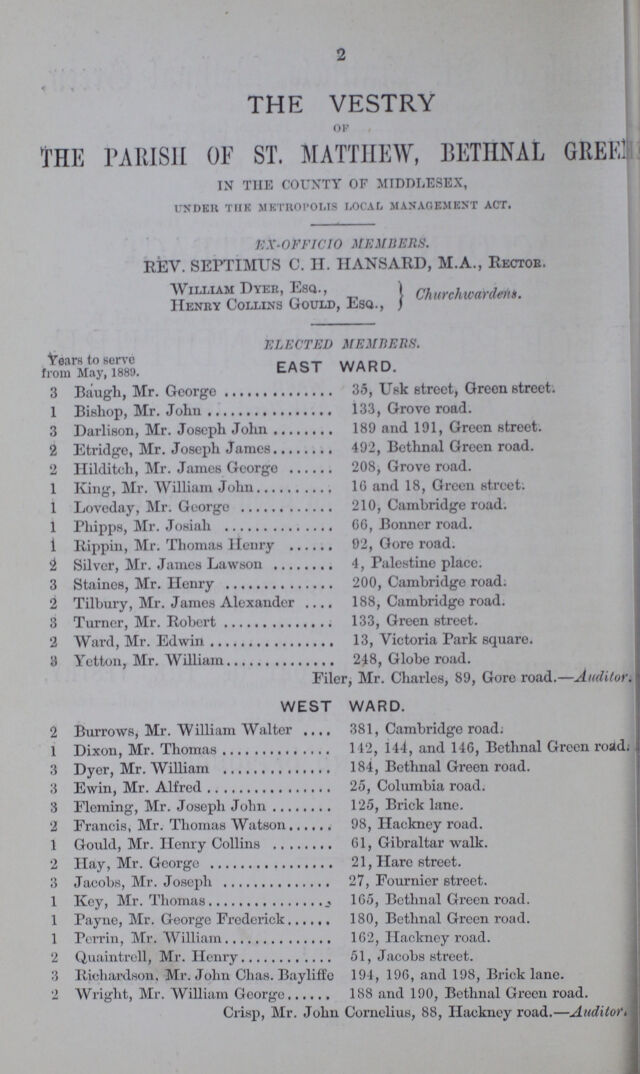 2
THE VESTRY
OF
THE PARISH OF ST. MATTHEW, BETHNAL GREEN
IN THE COUNTY OF MIDDLESEX,
UNDER THE METROPOLIS LOCAL MANAGEMENT ACT.
EX-OFFICIO MEMBERS.
REV. SEPTIMUS C. H. HANSARD, M.A., RECTOR.
WILLIAM DYER, ESQ.,
HENRY COLLINS GOULD, ESQ., } Churchwardens.
ELECTED MEMBERS.
Years to serve
from May, 1889.
EAST WARD.
3 Baugh, Mr. George .............. 35, Usk street, Green street.
1 Bishop, Mr. John ................ 133, Grove road.
3 Darlison, Mr. Joseph John ........ 189 and 191, Green street.
2 Etridge, Mr. Joseph James........ 492, Bethnal Green road.
2 Hilditch, Mr. James George ...... 208, Grove road.
1 King, Mr. William John.......... 16 and 18, Green street.
1 Loveday, Mr. George ............ 210, Cambridge road.
1 Phipps, Mr. Josiah .............. 66, Bonner road.
1 Rippin, Mr. Thomas Henry ...... 92, Gore road.
2 Silver, Mr. James Lawson ........ 4, Palestine place.
3 Staines, Mr. Henry .............. 200, Cambridge road.
2 Tilbury, Mr. James Alexander .... 188, Cambridge road.
3 Turner, Mr. Robert .............. 133, Green street.
2 Ward, Mr. Edwin ................ 13, Victoria Park square.
3 Yetton, Mr. William.............. 248, Globe road.
Filer, Mr. Charles, 89, Gore road.—Auditor.
WEST WARD.
2 Burrows, Mr. William Walter .... 381, Cambridge road.
1 Dixon, Mr. Thomas .............. 142, 144, and 146, Bethnal Green road.
3 Dyer, Mr. William .............. 184, Bethnal Green road.
3 Ewin, Mr. Alfred ................ 25, Columbia road.
3 Fleming, Mr. Joseph John ........ 125, Brick lane.
2 Francis, Mr. Thomas Watson...... 98, Hackney road.
1 Gould, Mr. Henry Collins ........ 61, Gibraltar walk.
2 Hay, Mr. George ................ 21, Hare street.
3 Jacobs, Mr. Joseph .............. 27, Fournier street.
1 Key, Mr. Thomas................ 165, Bethnal Green road.
1 Payne, Mr. George Frederick...... 180, Bethnal Green road.
1 Perrin, Mr. William.............. 162, Hackney road.
2 Quaintrell, Mr. Henry............ 51, Jacobs street.
3 Richardson, Mr. John Chas. Bayliffe 194, 196, and 198, Brick lane.
2 Wright, Mr. William George...... 188 and 190, Bethnal Green road.
Crisp, Mr. John Cornelius, 88, Hackney road.—Auditor.